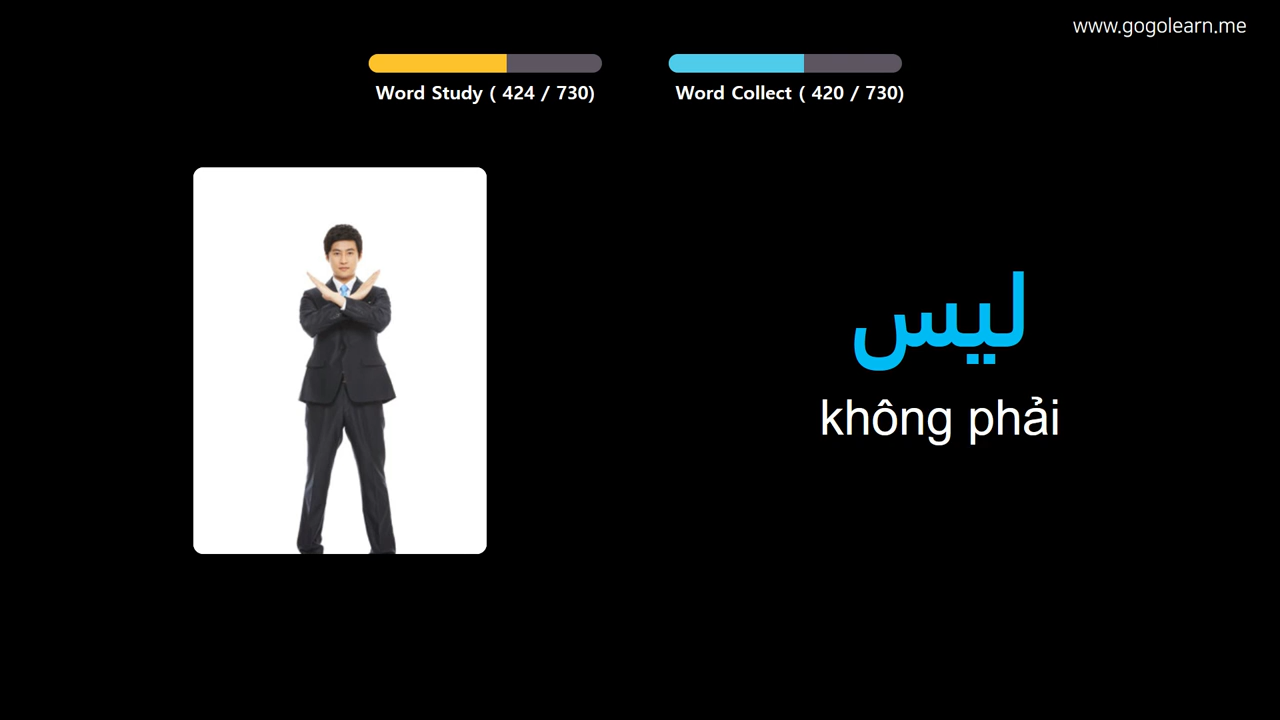 www.gogolearn.me
Word Study ( 424 / 730)
Word Collect ( 420 / 730)
ليس
không phải